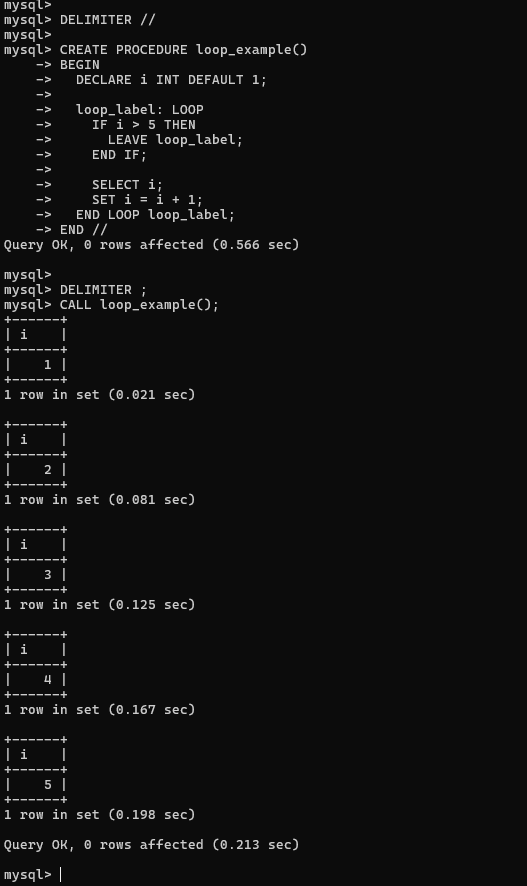 mysql>
mysql> DELIMITER //
mysql>
mysql> CREATE PROCEDURE loop_example()
    -> BEGIN
    ->   DECLARE i INT DEFAULT 1;
    ->
    ->   loop_label: LOOP
    ->     IF i > 5 THEN
    ->       LEAVE loop_label;
    ->     END IF;
    ->
    ->     SELECT i;
    ->     SET i = i + 1;
    ->   END LOOP loop_label;
    -> END //
Query OK, 0 rows affected (0.566 sec)

mysql>
mysql> DELIMITER ;
mysql> CALL loop_example();
+------+
| i    |
+------+
|    1 |
+------+
1 row in set (0.021 sec)

+------+
| i    |
+------+
|    2 |
+------+
1 row in set (0.081 sec)

+------+
| i    |
+------+
|    3 |
+------+
1 row in set (0.125 sec)

+------+
| i    |
+------+
|    4 |
+------+
1 row in set (0.167 sec)

+------+
| i    |
+------+
|    5 |
+------+
1 row in set (0.198 sec)

Query OK, 0 rows affected (0.213 sec)

mysql>